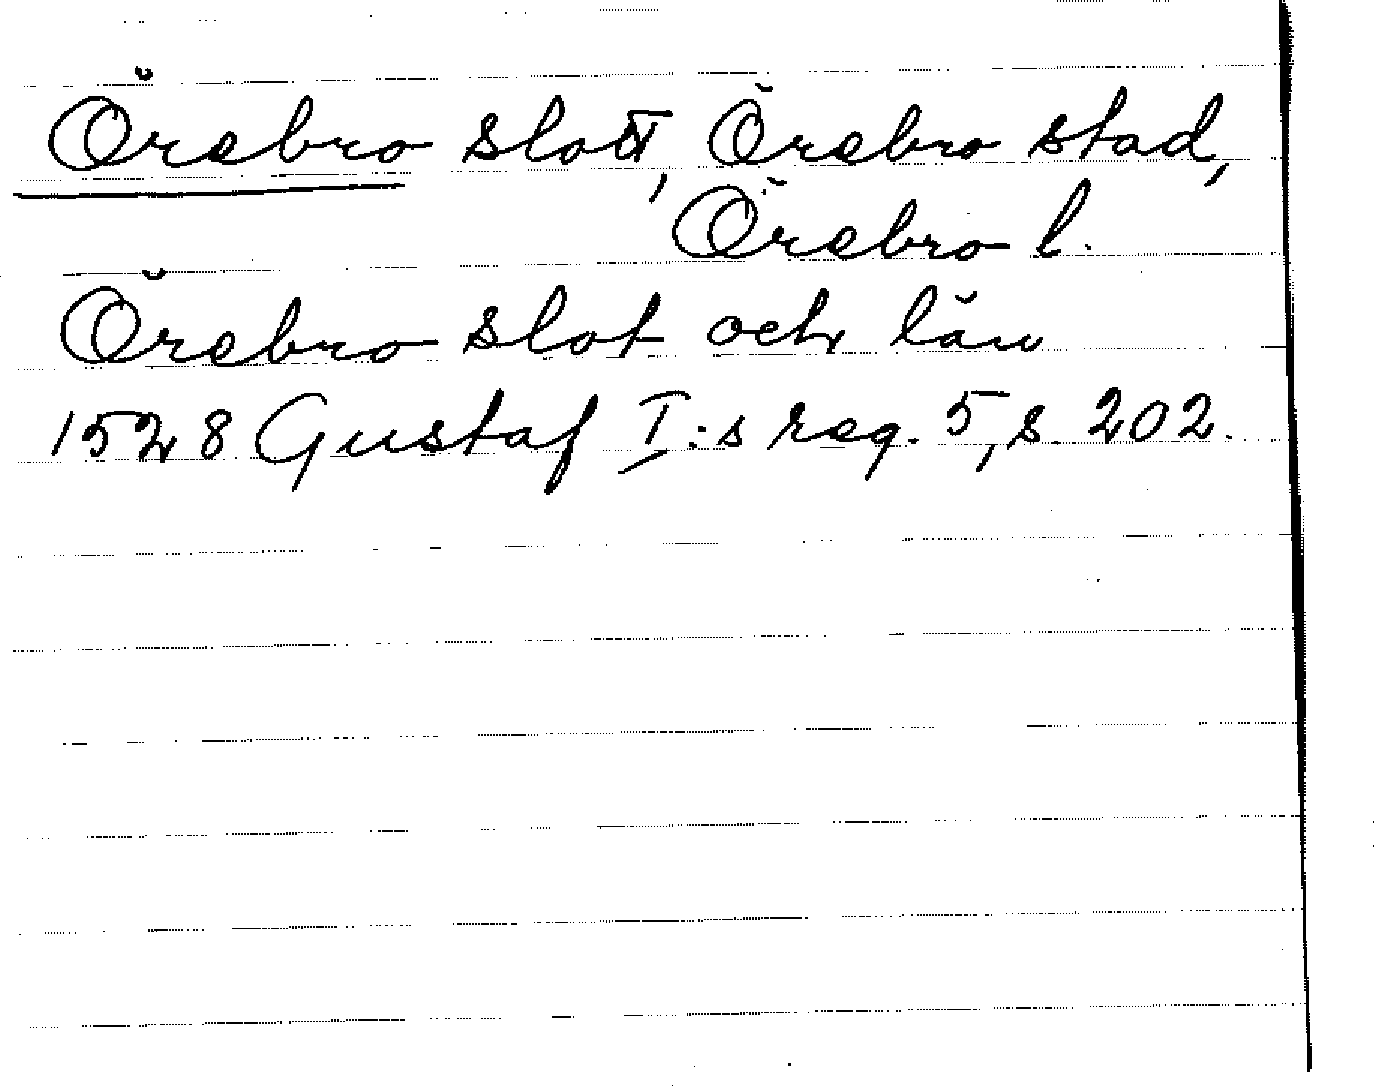 Örebro slott, Örebro stad,
Örebro l.
Örebro slot och län
1528 Gustaf I:s reg. 5, s. 202.